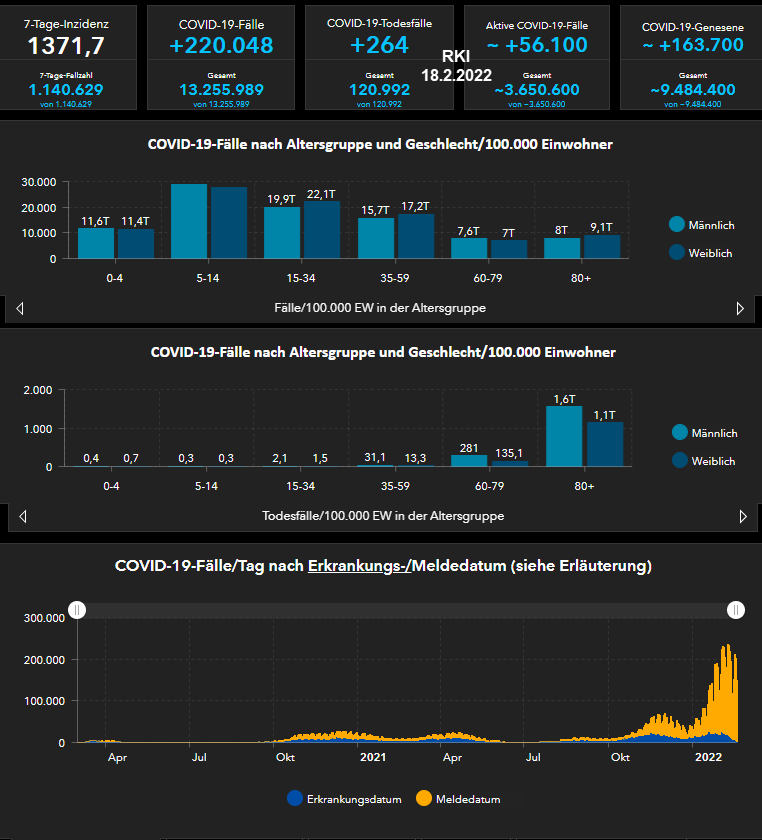 7-Tage-Inzidenz
1371,7
7-Tage-Fallzahl
1.140.629
von 1.140.629
COVID-19-Fälle
+220.048
Gesamt
13.255.989
von 13.255.989
COVID-19-Todesfälle
+264
Gesamt
120.992
von 120.992
RKI
18.2.2022
Aktive COVID-19-Fälle
~ +56.100
Gesamt
~3.650.600
von ~3.650.600
COVID-19-Genesene
~ +163.700
Gesamt
~9.484.400
von ~9.484.400
COVID-19-Fälle nach Altersgruppe und Geschlecht/100.000 Einwohner
30.000
20.000
10.000
0
11,6T 11,4T 19,9T 22,1T 15,7T 17,2T 7,6T 7T 8T 9,1T
0-4 5-14 15-34 35-59 60-79 80+
Männlich
Weiblich
Fälle/100.000 EW in der Altersgruppe
COVID-19-Fälle nach Altersgruppe und Geschlecht/100.000 Einwohner
2.000
1.000
0
0,4 0,7 0,3 0,3 2,1 1,5 31,1 13,3 281 135,1 1,6T 1,1T
0-4 5-14 15-34 35-59 60-79 80+
Männlich
Weiblich
Todesfälle/100.000 EW in der Altersgruppe
COVID-19-Fälle/Tag nach Erkrankungs-/Meldedatum (siehe Erläuterung)
300.000
200.000
100.000
0
Apr Jul Okt 2021 Apr Jul Okt 2022
Erkrankungsdatum Meldedatum